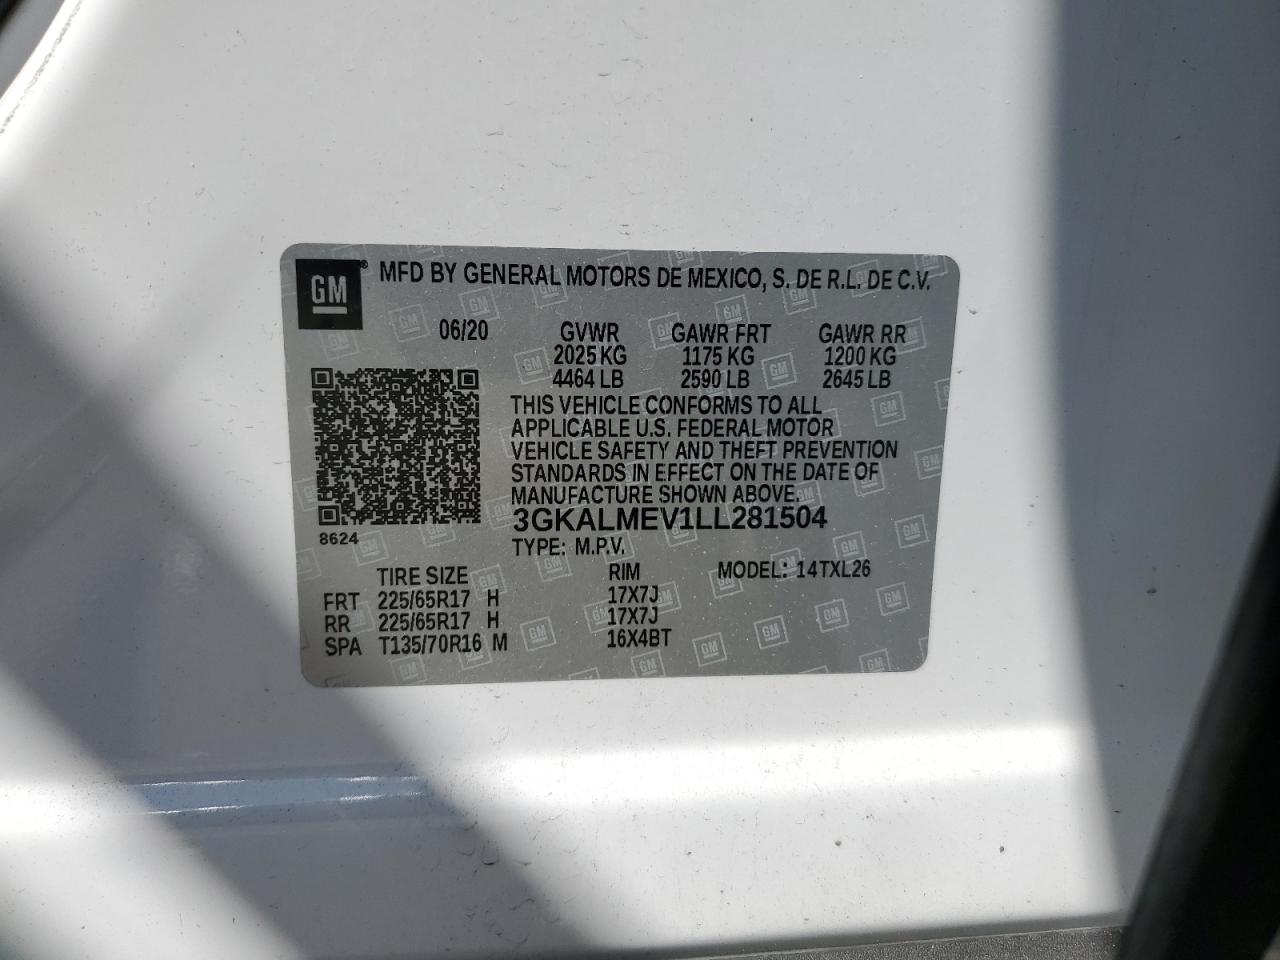 GM® MFD BY GENERAL MOTORS DE MEXICO, S. DE R.L. DE C.V.
06/20 GVWR GAWR FRT GAWR RR
2025 KG 1175 KG 1200 KG
4464 LB 2590 LB 2645 LB
THIS VEHICLE CONFORMS TO ALL
APPLICABLE U.S. FEDERAL MOTOR
VEHICLE SAFETY AND THEFT PREVENTION
STANDARDS IN EFFECT ON THE DATE OF
MANUFACTURE SHOWN ABOVE.
3GKALMEV1LL281504
8624 TYPE: M.P.V.
TIRE SIZE RIM MODEL: 14TXL26
FRT 225/65R17 H 17X7J
RR 225/65R17 H 17X7J
SPA T135/70R16 M 16X4BT